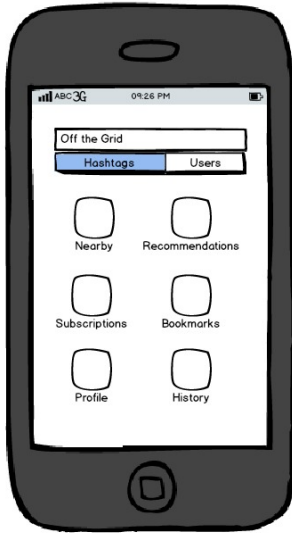 ABC 3G 09:26 PM
Off the Grid
Hashtags Users
Nearby Recommendations
Subscriptions Bookmarks
Profile History